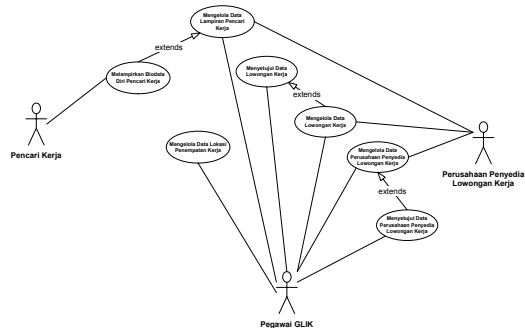 Mengelola Data
Lampiran Pencari
Kerja
extends
Melampirkan Biodata
Diri Pencari Kerja
Menyetujui Data
Lowongan Kerja
extends
Mengelola Data
Lowongan Kerja
Pencari Kerja
Mengelola Data Lokasi
Penempatan Kerja
Mengelola Data
Perusahaan Penyedia
Lowongan Kerja
Perusahaan Penyedia
Lowongan Kerja
extends
Menyetujui Data
Perusahaan Penyedia
Lowongan Kerja
Pegawai GLIK